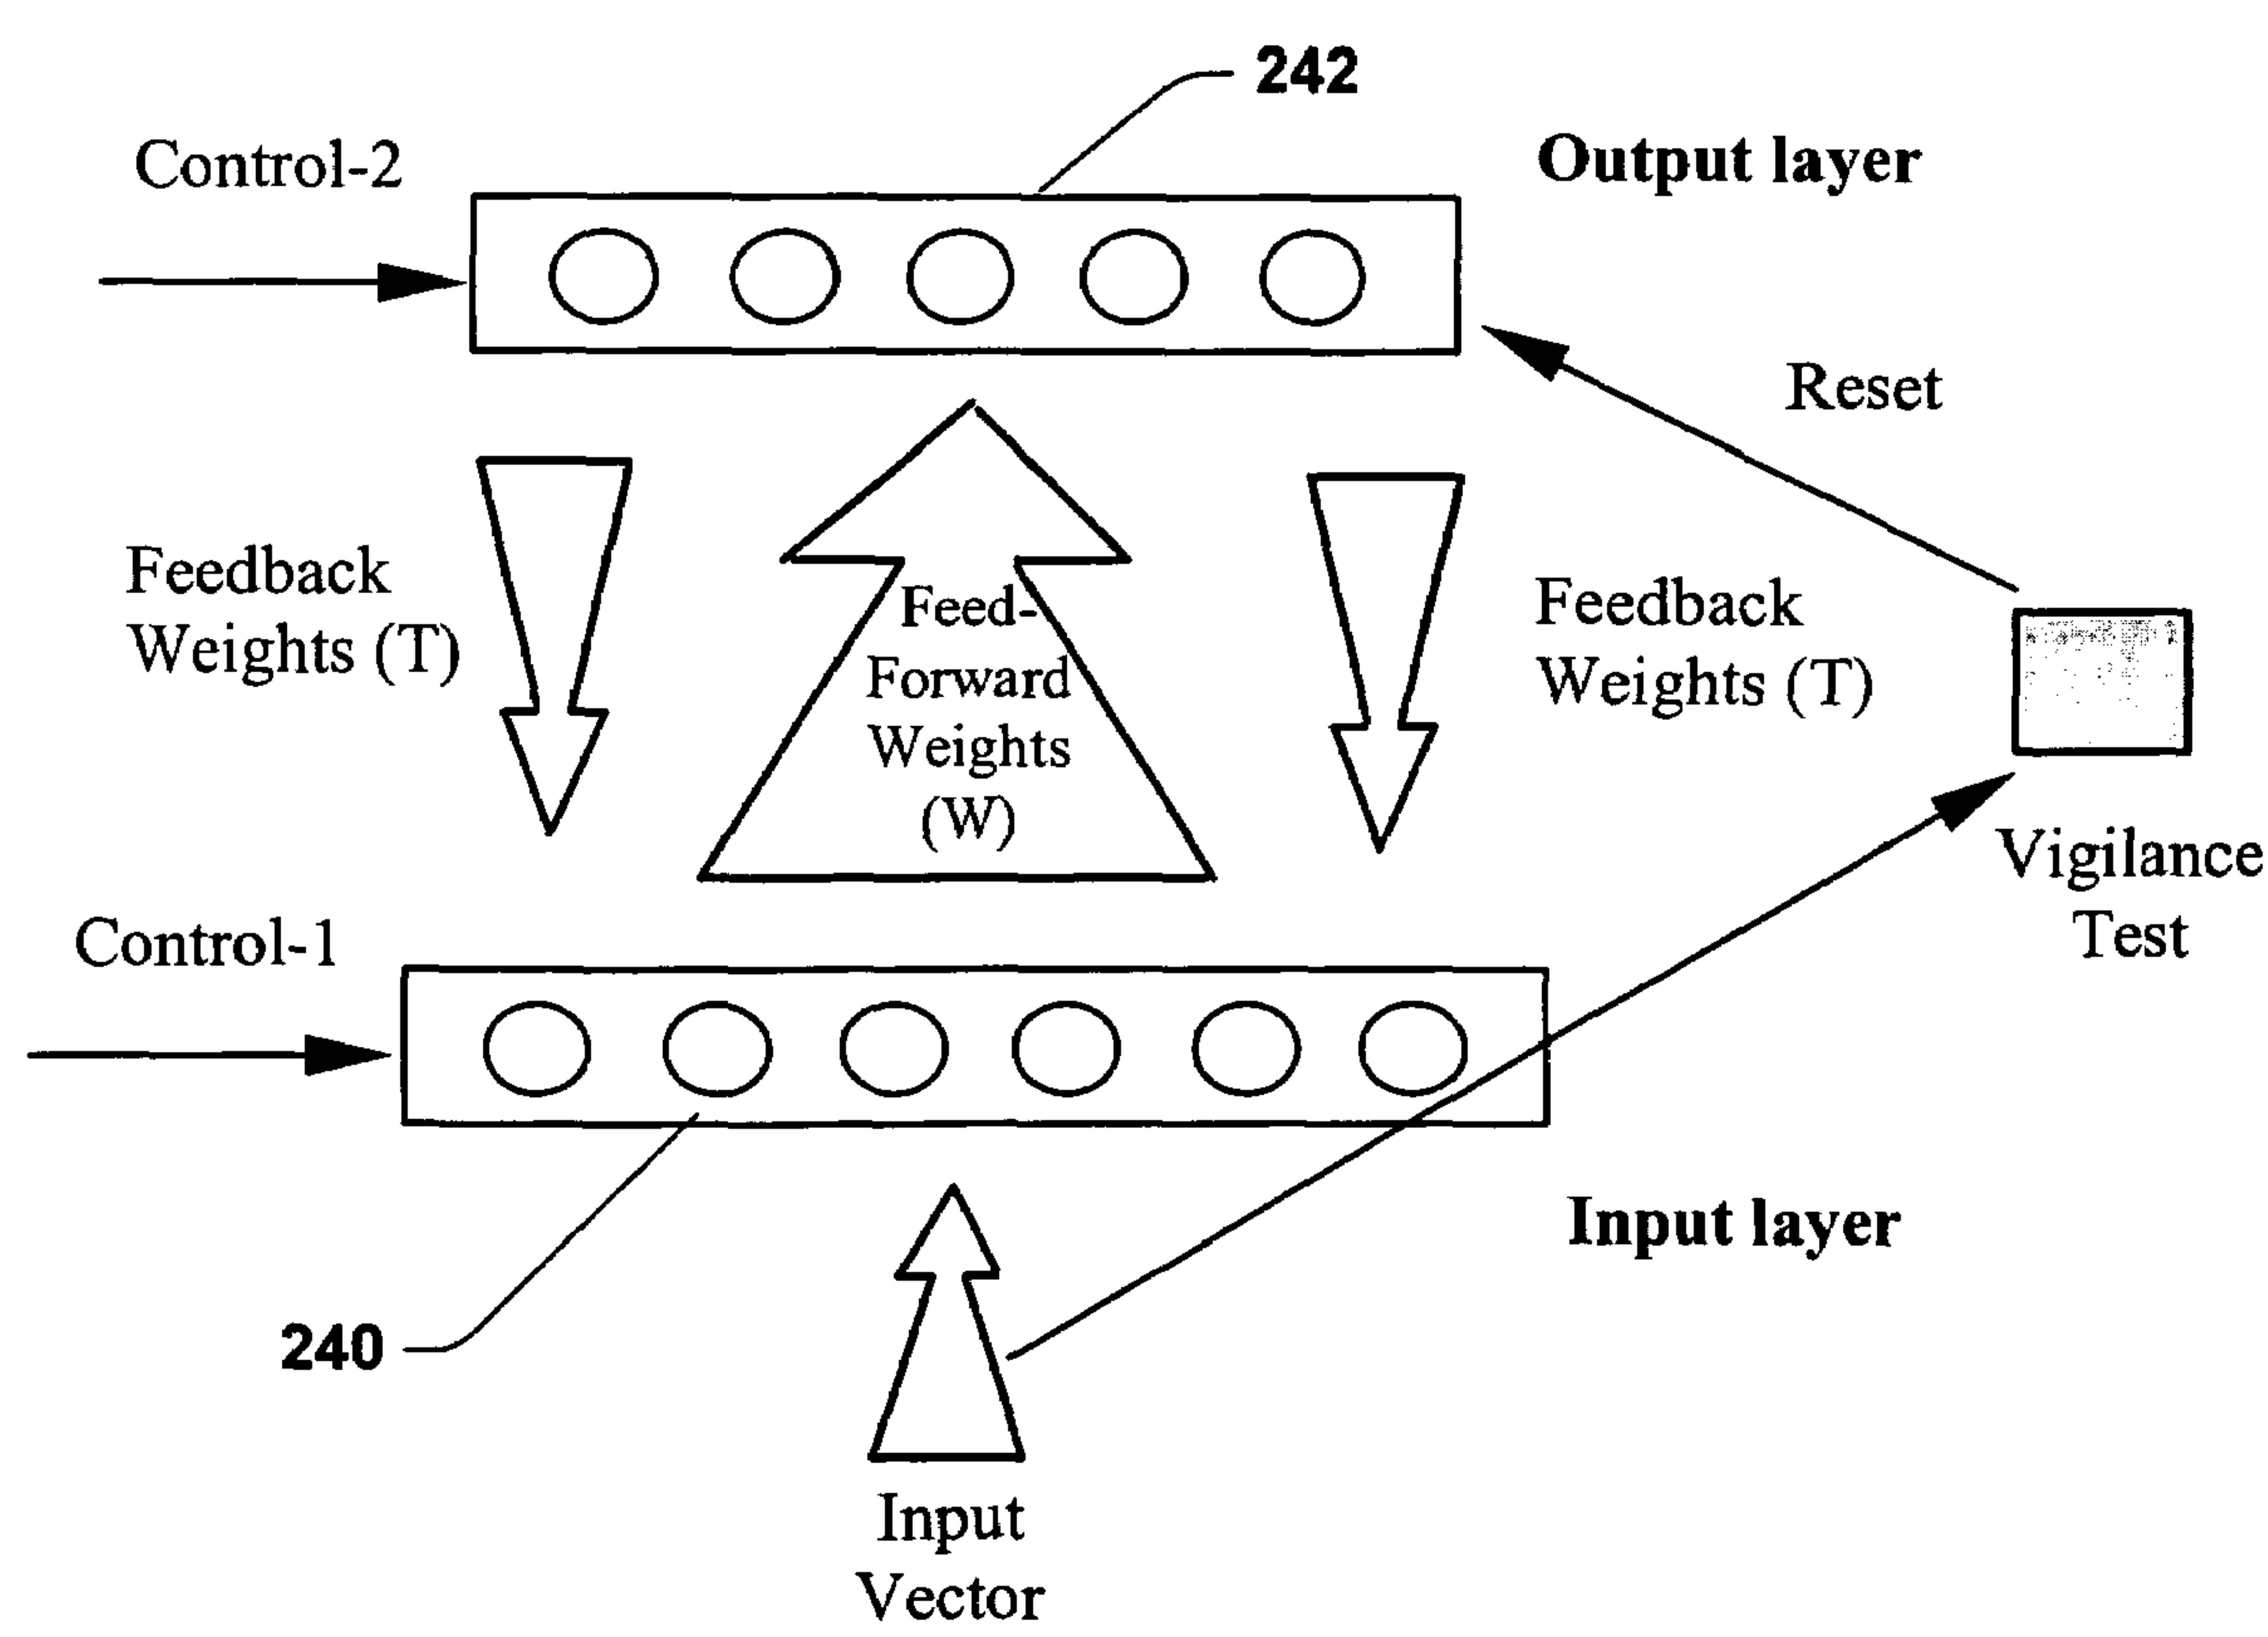 242
Control-2
Output layer
Reset
Feedback
Weights (T)
Feed-
Forward
Weights
(W)
Feedback
Weights (T)
Vigilance
Test
Control-1
Input layer
240
Input
Vector